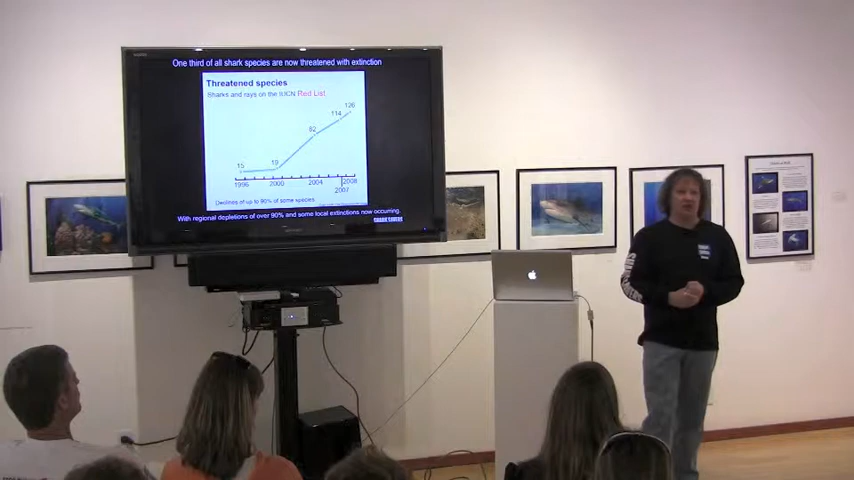 One third of all shark species are now threatened with extinction
Threatened species
Sharks and rays on the IUCN Red List
126
114
82
19
15
1996 2000 2004 2008
2007
Declines of up to 90% of some species
With regional depletions of over 90% and some local extinctions now occurring.